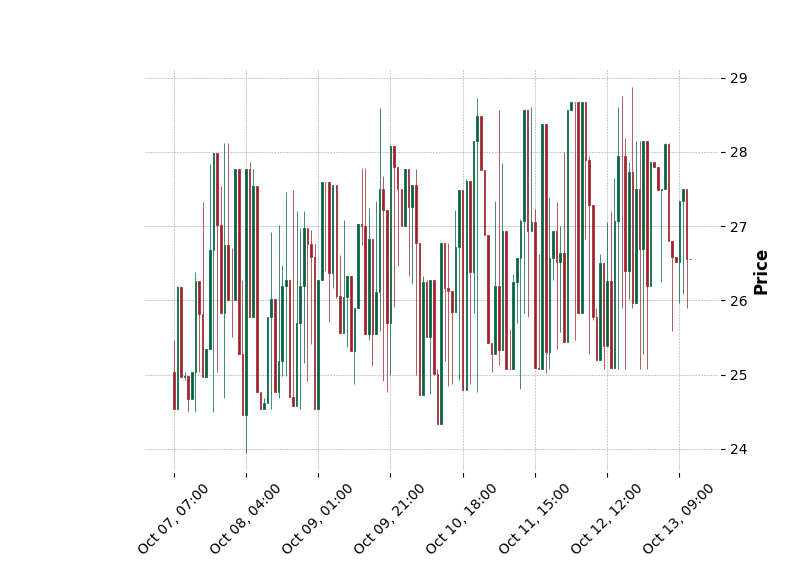 29
28
27
26
25
24
Price
Oct 07, 07:00
Oct 08, 04:00
Oct 09, 01:00
Oct 09, 21:00
Oct 10, 18:00
Oct 11, 15:00
Oct 12, 12:00
Oct 13, 09:00